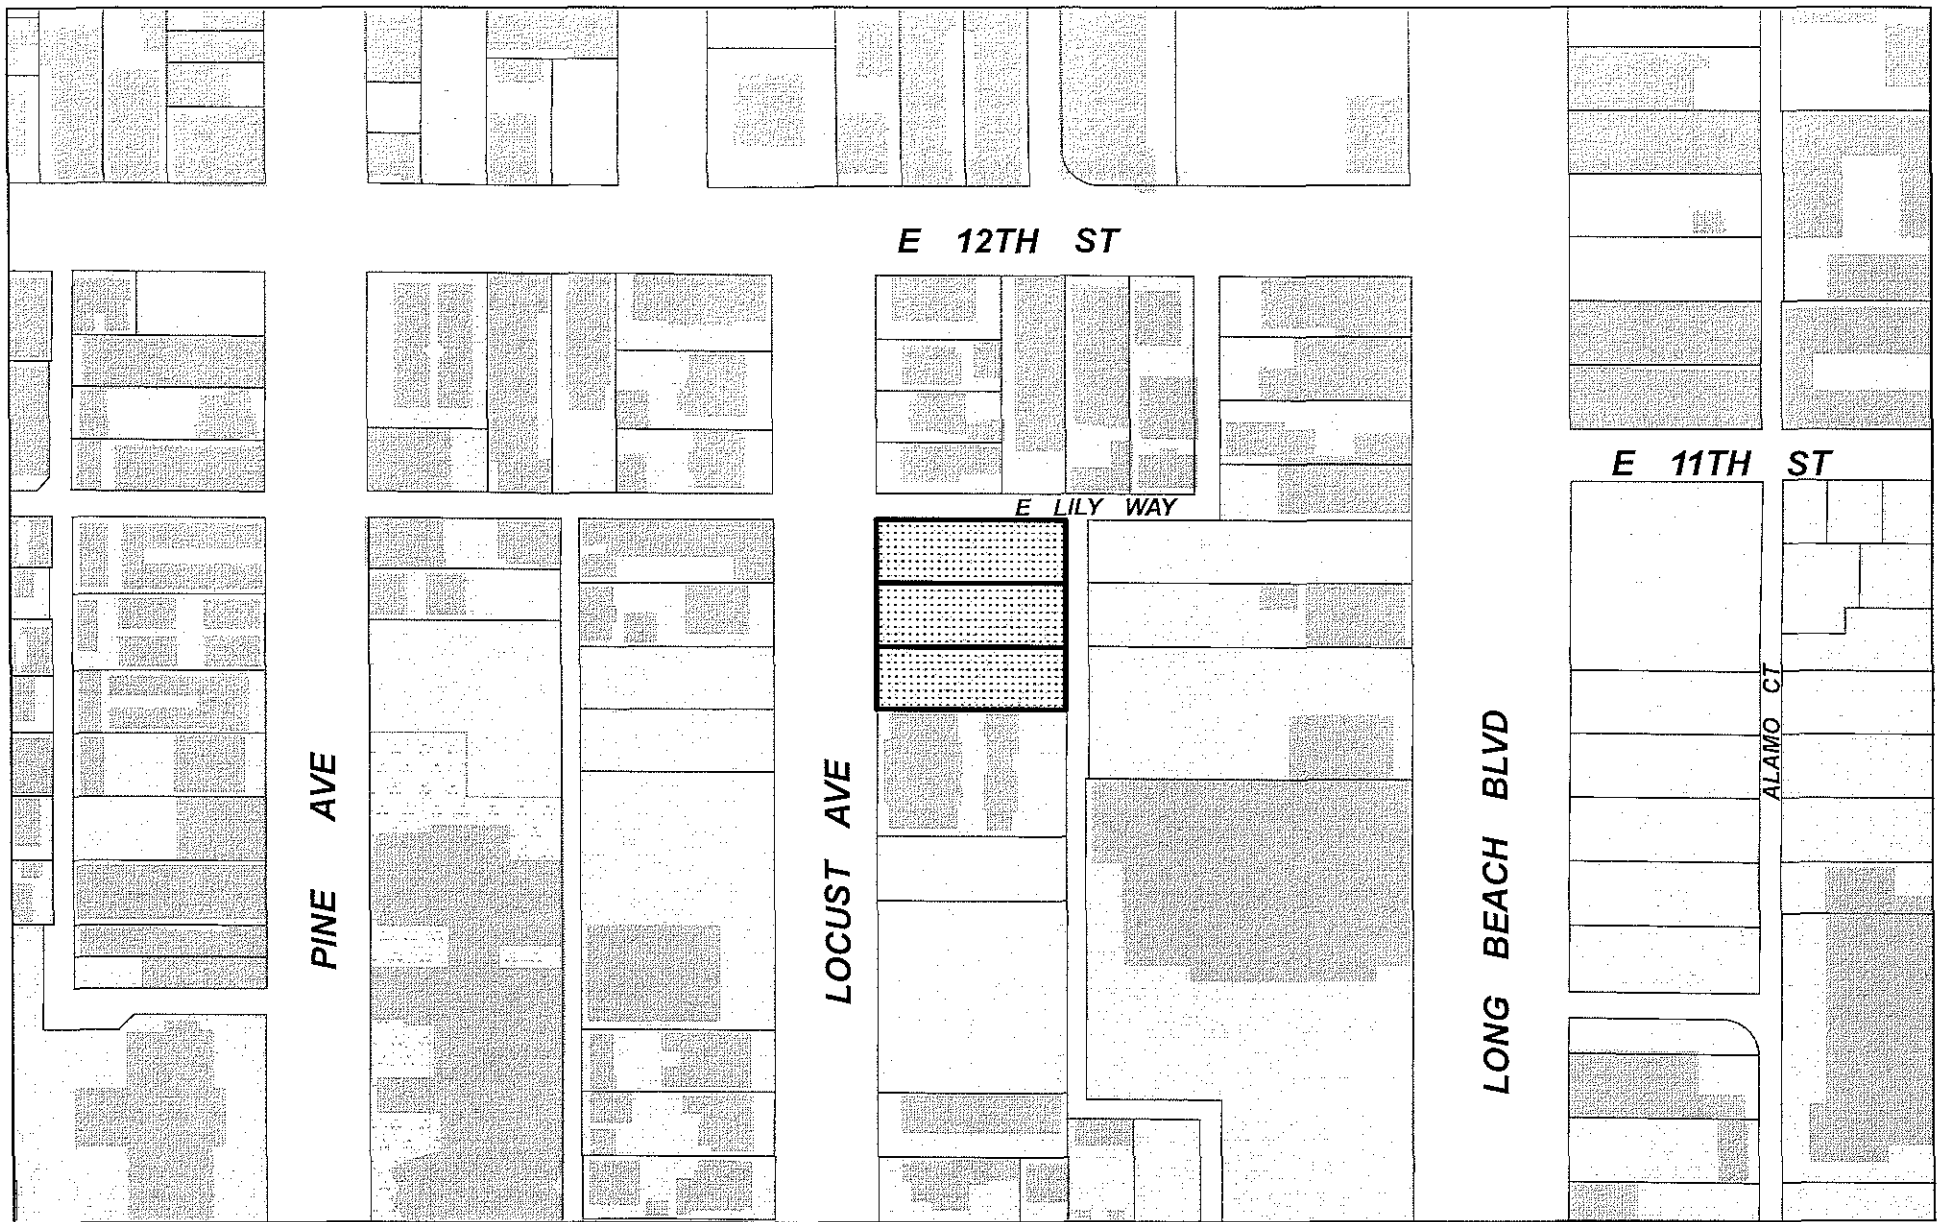 E 12TH ST
E 11TH ST
E LILY WAY
PINE AVE
LOCUST AVE
LONG BEACH BLVD
ALAMO CT